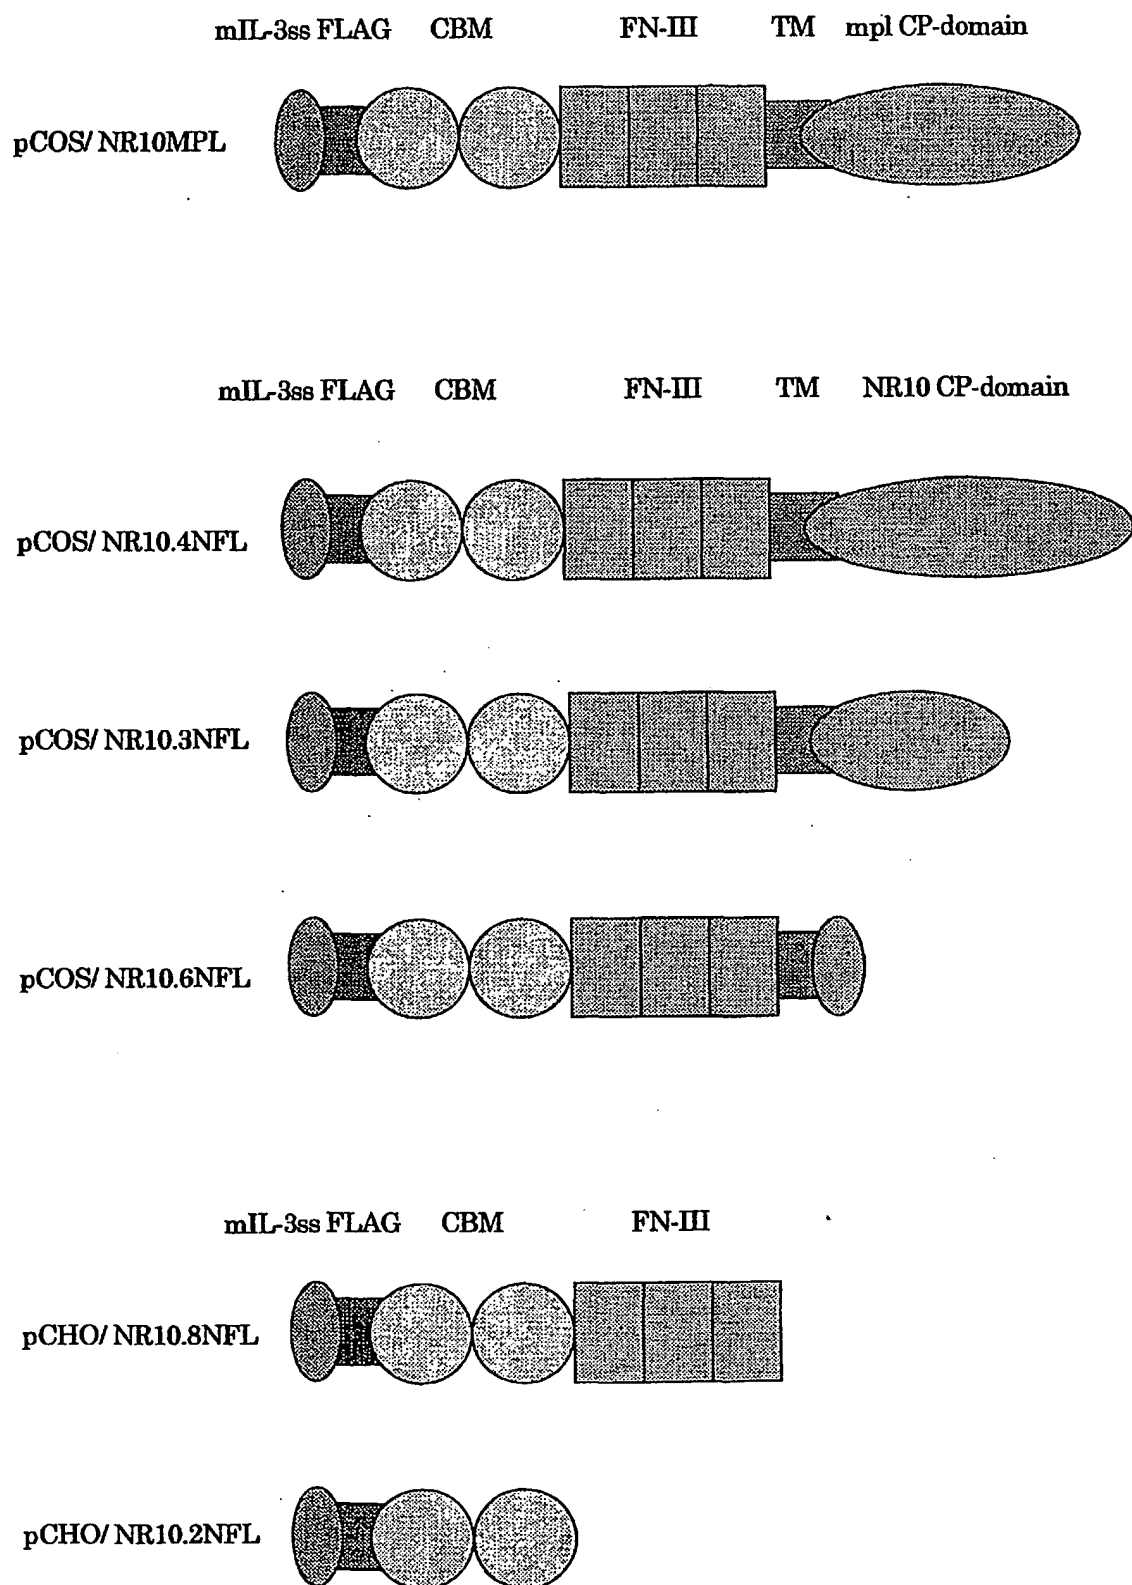 mIL-3ss FLAG CBM FN-III TM mpl CP-domain
pCOS/ NR10MPL
mIL-3ss FLAG CBM FN-III TM NR10 CP-domain
pCOS/ NR10.4NFL
pCOS/ NR10.3NFL
pCOS/ NR10.6NFL
mIL-3ss FLAG CBM FN-III
pCHO/ NR10.8NFL
pCHO/ NR10.2NFL